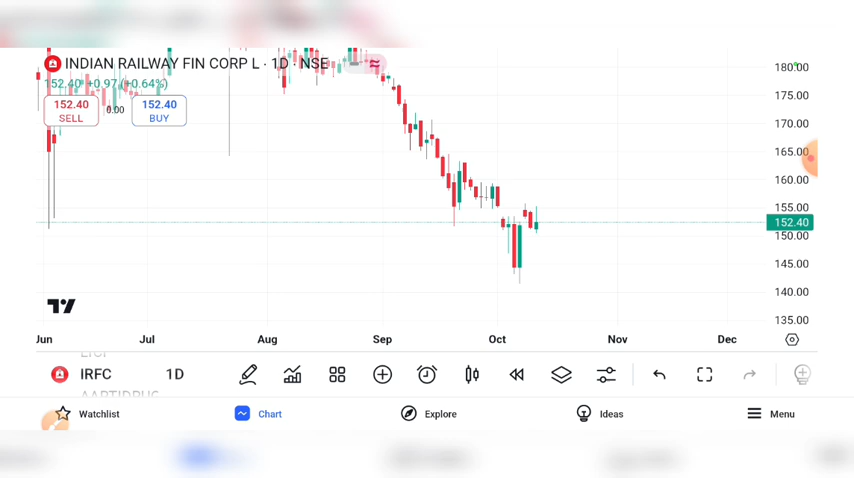 INDIAN RAILWAY FIN CORP L · 1D · NSE
152.40 +0.97 (+0.64%)
152.40 SELL
0.00
152.40 BUY
180.00
175.00
170.00
165.00
160.00
155.00
152.40
150.00
145.00
140.00
135.00
Jun Jul Aug Sep Oct Nov Dec
IRFC 1D
Watchlist Chart Explore Ideas Menu